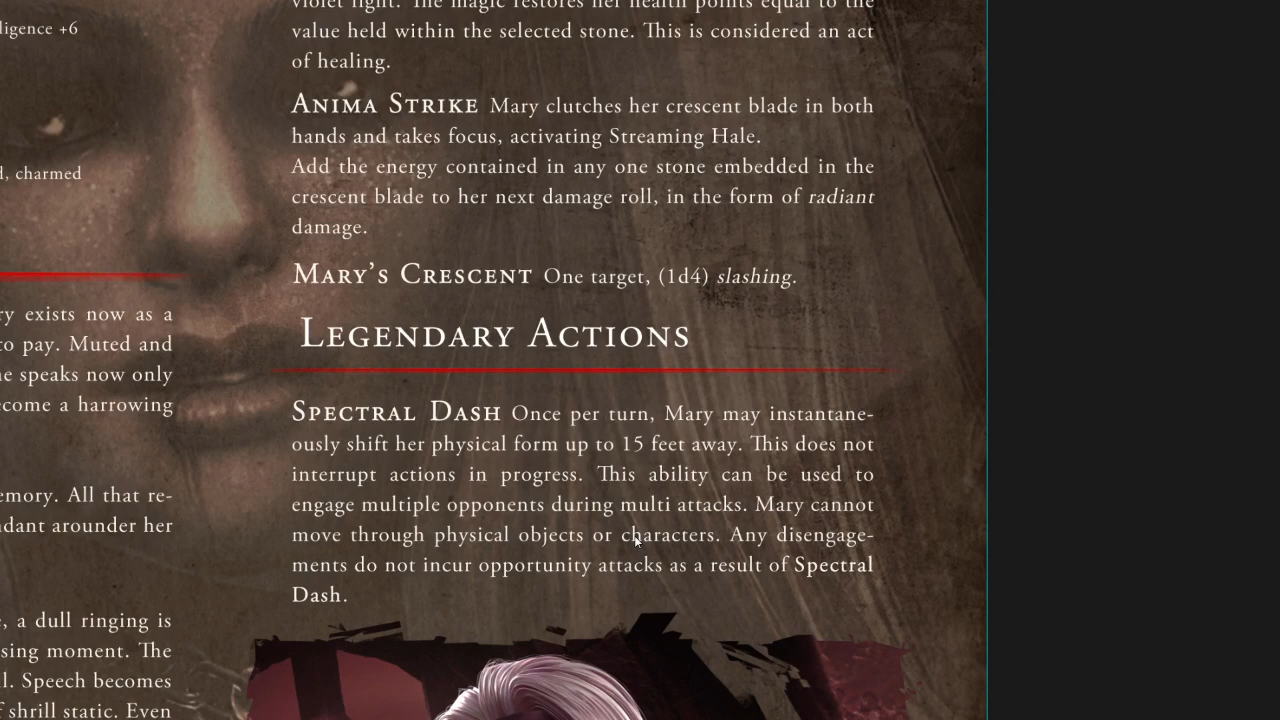 ligence +6
d, charmed
ry exists now as a
to pay. Muted and
e speaks now only
ecome a harrowing
emory. All that re-
ndant arounder her
, a dull ringing is
sing moment. The
l. Speech becomes
f shrill static. Even
violet light. The magic restores her health points equal to the
value held within the selected stone. This is considered an act
of healing.
Anima Strike Mary clutches her crescent blade in both
hands and takes focus, activating Streaming Hale.
Add the energy contained in any one stone embedded in the
crescent blade to her next damage roll, in the form of radiant
damage.
Mary's Crescent One target, (1d4) slashing.
Legendary Actions
Spectral Dash Once per turn, Mary may instantane-
ously shift her physical form up to 15 feet away. This does not
interrupt actions in progress. This ability can be used to
engage multiple opponents during multi attacks. Mary cannot
move through physical objects or characters. Any disengage-
ments do not incur opportunity attacks as a result of Spectral
Dash.